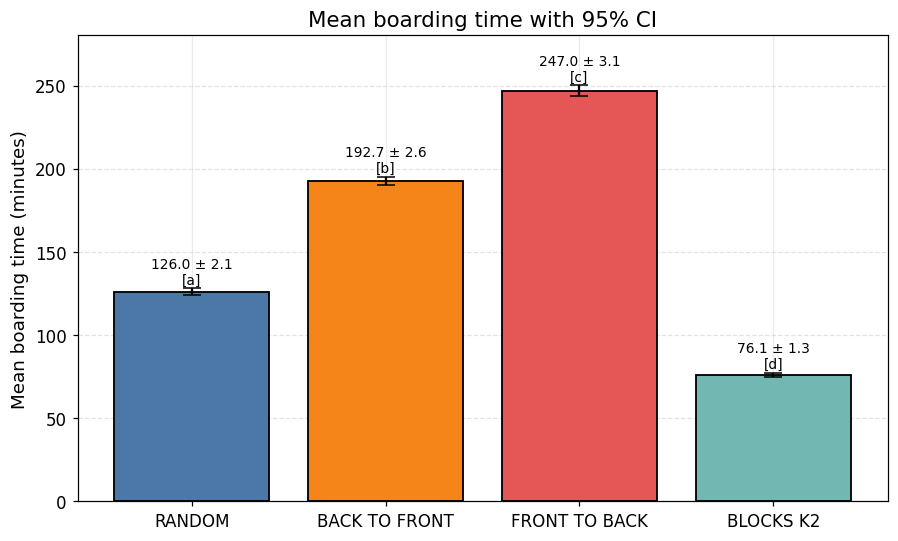 Mean boarding time with 95% CI
Mean boarding time (minutes)
250
200
150
100
50
0
126.0 ± 2.1
[a]
192.7 ± 2.6
[b]
247.0 ± 3.1
[c]
76.1 ± 1.3
[d]
RANDOM
BACK TO FRONT
FRONT TO BACK
BLOCKS K2